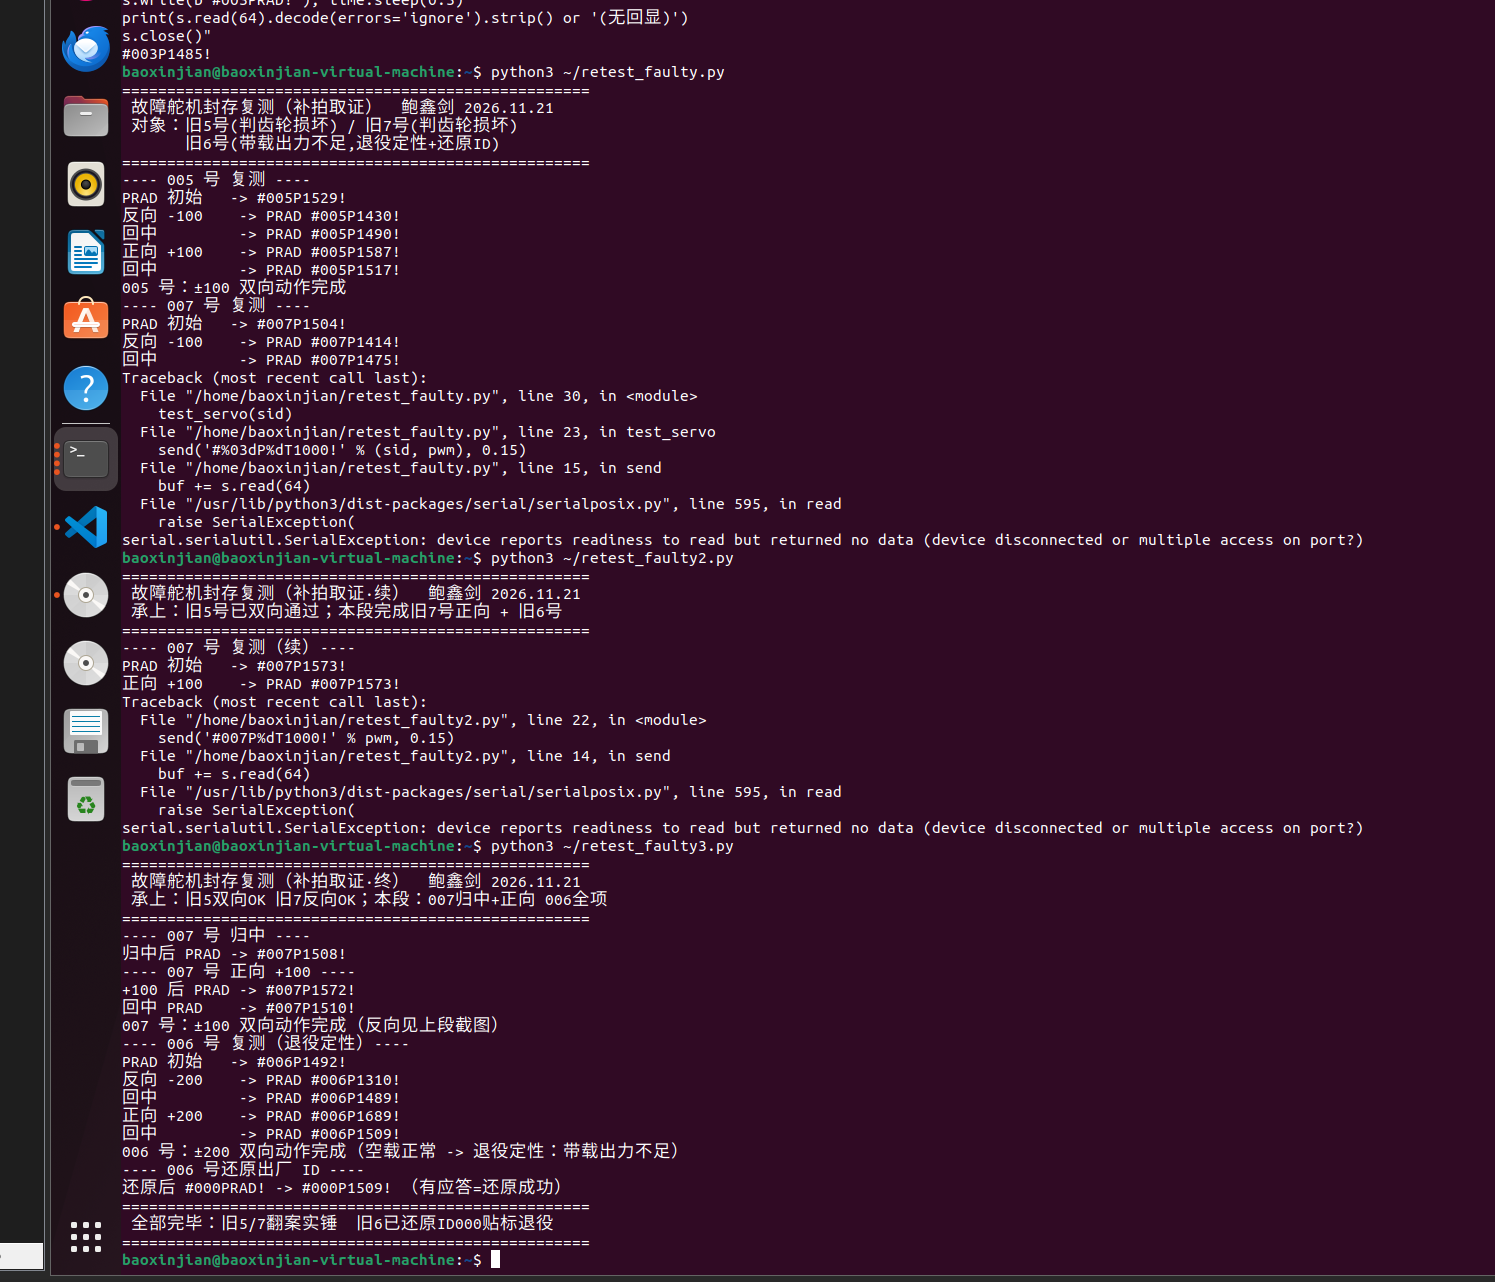 s.write(b'#003PRAD!'); time.sleep(0.3)
print(s.read(64).decode(errors='ignore').strip() or '(无回显)')
s.close()"
#003P1485!
baoxinjian@baoxinjian-virtual-machine:~$ python3 ~/retest_faulty.py
====================================================
故障舵机封存复测（补拍取证）  鲍鑫剑 2026.11.21
对象：旧5号(判齿轮损坏) / 旧7号(判齿轮损坏)
旧6号(带载出力不足,退役定性+还原ID)
====================================================
---- 005 号 复测 ----
PRAD 初始   -> #005P1529!
反向 -100    -> PRAD #005P1430!
回中         -> PRAD #005P1490!
正向 +100    -> PRAD #005P1587!
回中         -> PRAD #005P1517!
005 号：±100 双向动作完成
---- 007 号 复测 ----
PRAD 初始   -> #007P1504!
反向 -100    -> PRAD #007P1414!
回中         -> PRAD #007P1475!
Traceback (most recent call last):
  File "/home/baoxinjian/retest_faulty.py", line 30, in <module>
    test_servo(sid)
  File "/home/baoxinjian/retest_faulty.py", line 23, in test_servo
    send('#%03dP%dT1000!' % (sid, pwm), 0.15)
  File "/home/baoxinjian/retest_faulty.py", line 15, in send
    buf += s.read(64)
  File "/usr/lib/python3/dist-packages/serial/serialposix.py", line 595, in read
    raise SerialException(
serial.serialutil.SerialException: device reports readiness to read but returned no data (device disconnected or multiple access on port?)
baoxinjian@baoxinjian-virtual-machine:~$ python3 ~/retest_faulty2.py
====================================================
故障舵机封存复测（补拍取证·续）  鲍鑫剑 2026.11.21
承上：旧5号已双向通过；本段完成旧7号正向 + 旧6号
====================================================
---- 007 号 复测（续）----
PRAD 初始   -> #007P1573!
正向 +100    -> PRAD #007P1573!
Traceback (most recent call last):
  File "/home/baoxinjian/retest_faulty2.py", line 22, in <module>
    send('#007P%dT1000!' % pwm, 0.15)
  File "/home/baoxinjian/retest_faulty2.py", line 14, in send
    buf += s.read(64)
  File "/usr/lib/python3/dist-packages/serial/serialposix.py", line 595, in read
    raise SerialException(
serial.serialutil.SerialException: device reports readiness to read but returned no data (device disconnected or multiple access on port?)
baoxinjian@baoxinjian-virtual-machine:~$ python3 ~/retest_faulty3.py
====================================================
故障舵机封存复测（补拍取证·终）  鲍鑫剑 2026.11.21
承上：旧5双向OK 旧7反向OK；本段：007归中+正向 006全项
====================================================
---- 007 号 归中 ----
归中后 PRAD -> #007P1508!
---- 007 号 正向 +100 ----
+100 后 PRAD -> #007P1572!
回中 PRAD    -> #007P1510!
007 号：±100 双向动作完成（反向见上段截图）
---- 006 号 复测（退役定性）----
PRAD 初始   -> #006P1492!
反向 -200    -> PRAD #006P1310!
回中         -> PRAD #006P1489!
正向 +200    -> PRAD #006P1689!
回中         -> PRAD #006P1509!
006 号：±200 双向动作完成（空载正常 -> 退役定性：带载出力不足）
---- 006 号还原出厂 ID ----
还原后 #000PRAD! -> #000P1509! （有应答=还原成功）
====================================================
全部完毕：旧5/7翻案实锤  旧6已还原ID000贴标退役
====================================================
baoxinjian@baoxinjian-virtual-machine:~$